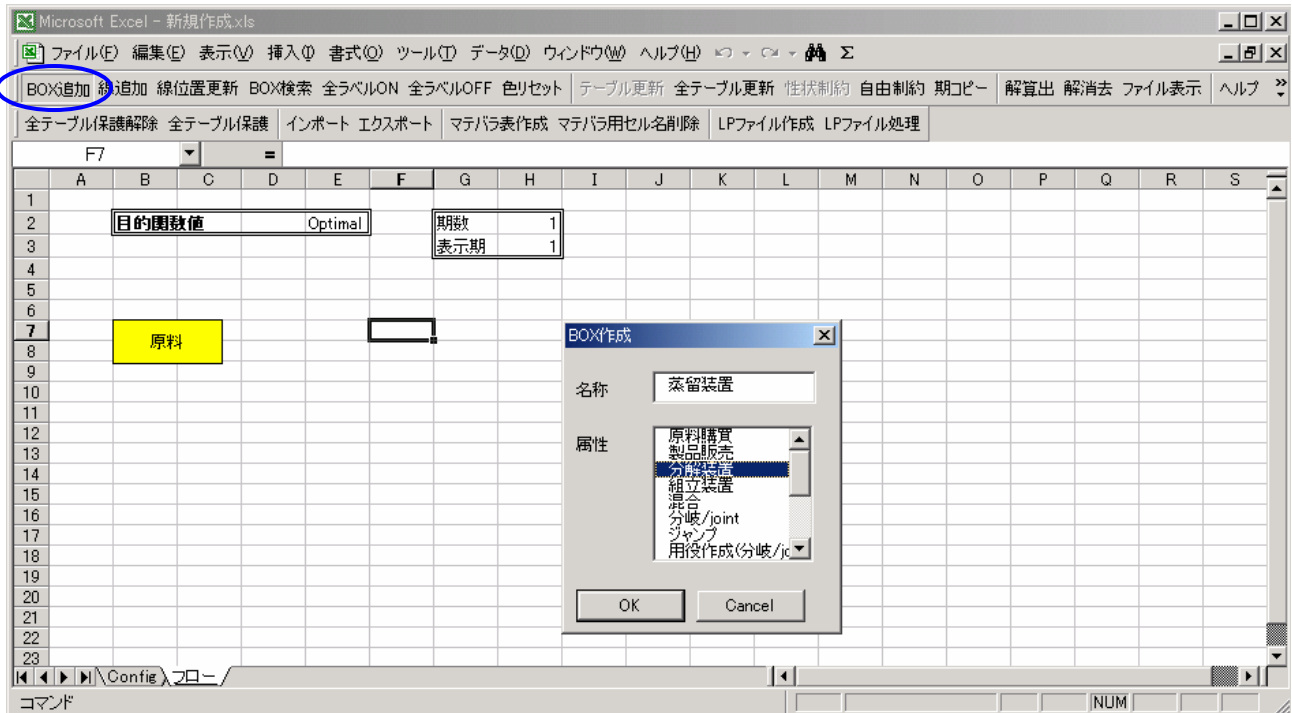 Microsoft Excel - 新規作成.xls
ファイル(F) 編集(E) 表示(V) 挿入(I) 書式(O) ツール(T) データ(D) ウィンドウ(W) ヘルプ(H) Σ
BOX追加 線追加 線位置更新 BOX検索 全ラベルON 全ラベルOFF 色リセット テーブル更新 全テーブル更新 性状制約 自由制約 期コピー 解算出 解消去 ファイル表示 ヘルプ
全テーブル保護解除 全テーブル保護 インポート エクスポート マテバラ表作成 マテバラ用セル名削除 LPファイル作成 LPファイル処理
F7 =
A B C D E F G H I J K L M N O P Q R S
1
2 目的関数値 Optimal 期数 1
3 表示期 1
4
5
6
7
原料
8
9
10
11
12
13
14
15
16
17
18
19
20
21
22
23
BOX作成
名称 蒸留装置
属性
原料購買
製品販売
分解装置
組立装置
混合
分岐/joint
ジャンプ
用役作成(分岐/jo
OK Cancel
Config フロー
コマンド NUM